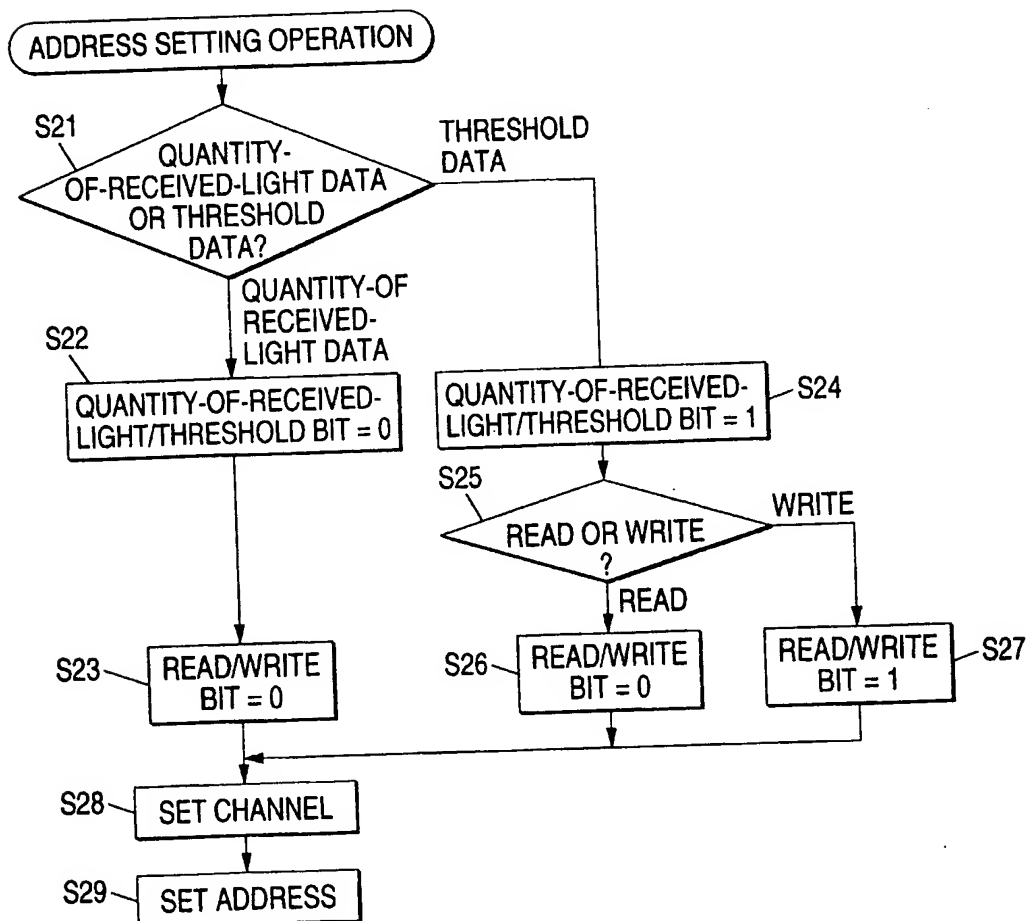 ADDRESS SETTING OPERATION
S21
QUANTITY-
OF-RECEIVED-LIGHT DATA
OR THRESHOLD
DATA?
THRESHOLD
DATA
QUANTITY-OF
RECEIVED-
LIGHT DATA
S22
QUANTITY-OF-RECEIVED-
LIGHT/THRESHOLD BIT = 0
QUANTITY-OF-RECEIVED-
LIGHT/THRESHOLD BIT = 1
S24
S25
READ OR WRITE
?
WRITE
READ
S23
READ/WRITE
BIT = 0
S26
READ/WRITE
BIT = 0
READ/WRITE
BIT = 1
S27
S28
SET CHANNEL
S29
SET ADDRESS